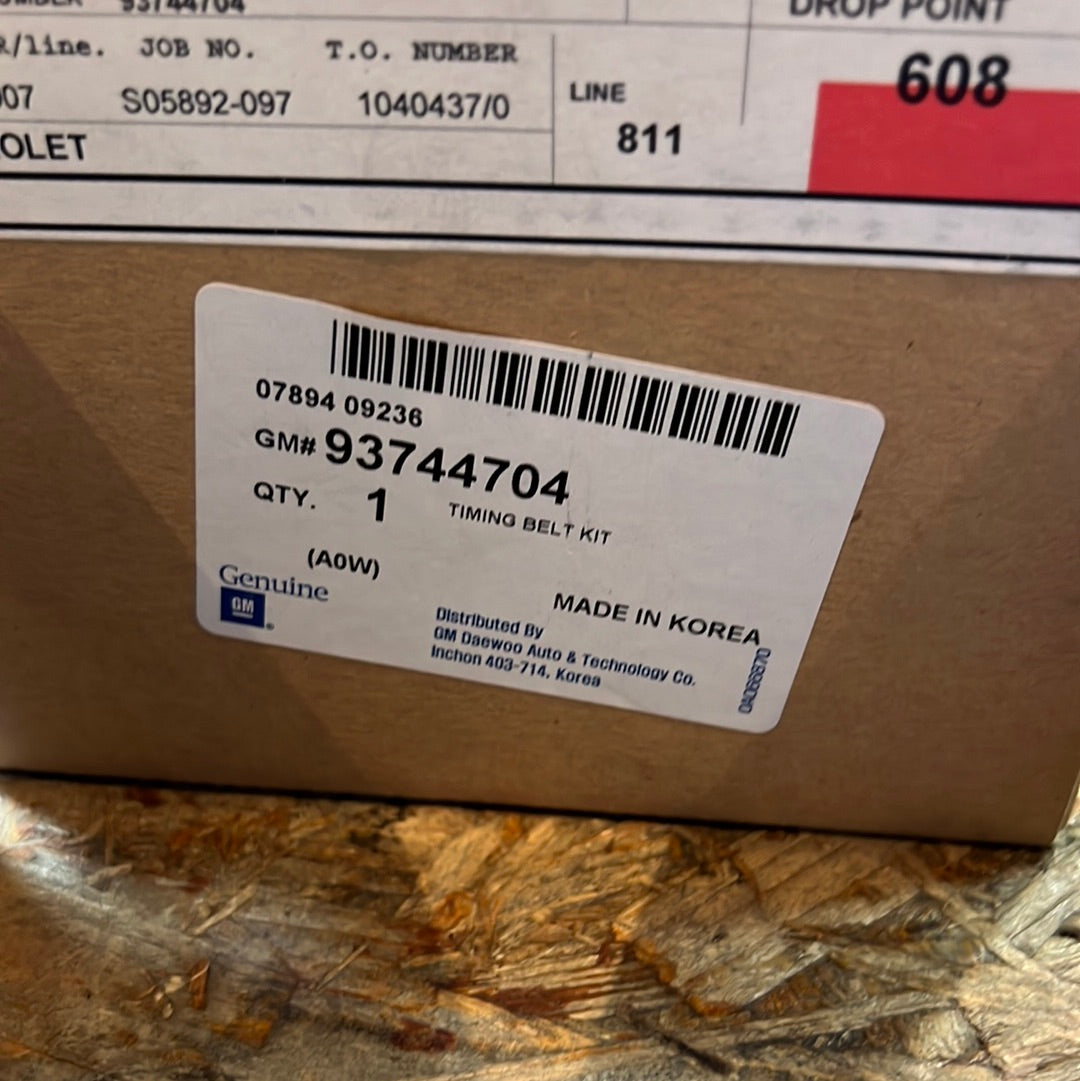 93744704
DROP POINT
R/line. JOB NO. T.O. NUMBER
608
007 S05892-097 1040437/0
LINE
811
OLET
07894 09236
GM# 93744704
QTY. 1 TIMING BELT KIT
(A0W)
Genuine
GM
MADE IN KOREA
Distributed By
GM Daewoo Auto & Technology Co.
Inchon 403-714, Korea